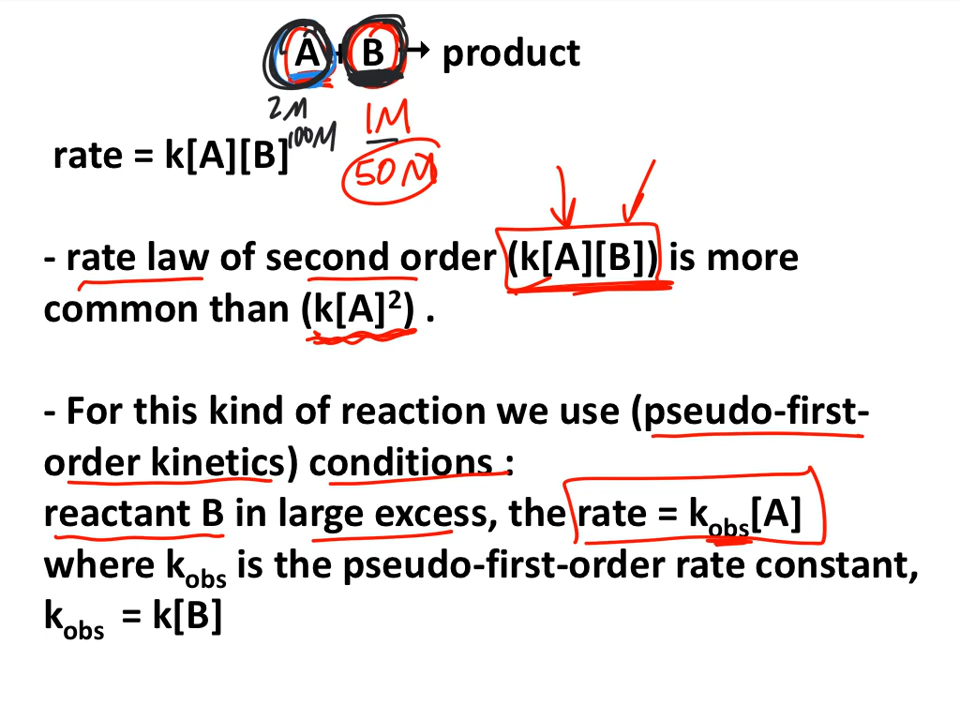 A + B → product
2M 1M
rate = k[A][B] 100M
50 M
- rate law of second order (k[A][B]) is more
common than (k[A]²) .
- For this kind of reaction we use (pseudo-first-
order kinetics) conditions :
reactant B in large excess, the rate = kobs[A]
where kobs is the pseudo-first-order rate constant,
kobs = k[B]